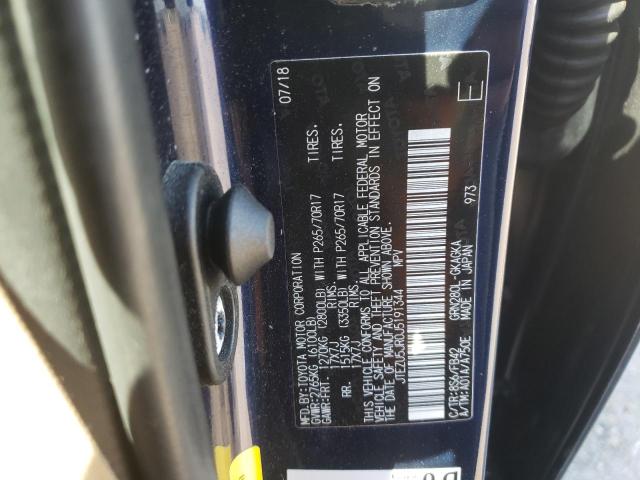 MFD.BY:TOYOTA MOTOR CORPORATION 07/18
GVWR:2765KG(6100LB)
GAWR:FRT. 1270KG (2800LB) WITH P265/70R17 TIRES.
17X7J RIMS.
RR. 1515KG (3350LB) WITH P265/70R17 TIRES.
17X7J RIMS.
THIS VEHICLE CONFORMS TO ALL APPLICABLE FEDERAL MOTOR
VEHICLE SAFETY AND THEFT PREVENTION STANDARDS IN EFFECT ON
THE DATE OF MANUFACTURE SHOWN ABOVE.
JTEZU5JR0J5191344 MPV
E
C/TR:8S6/FB42 GRN280L-GKAGKA 973
A/TM:A01A/A750E MADE IN JAPAN